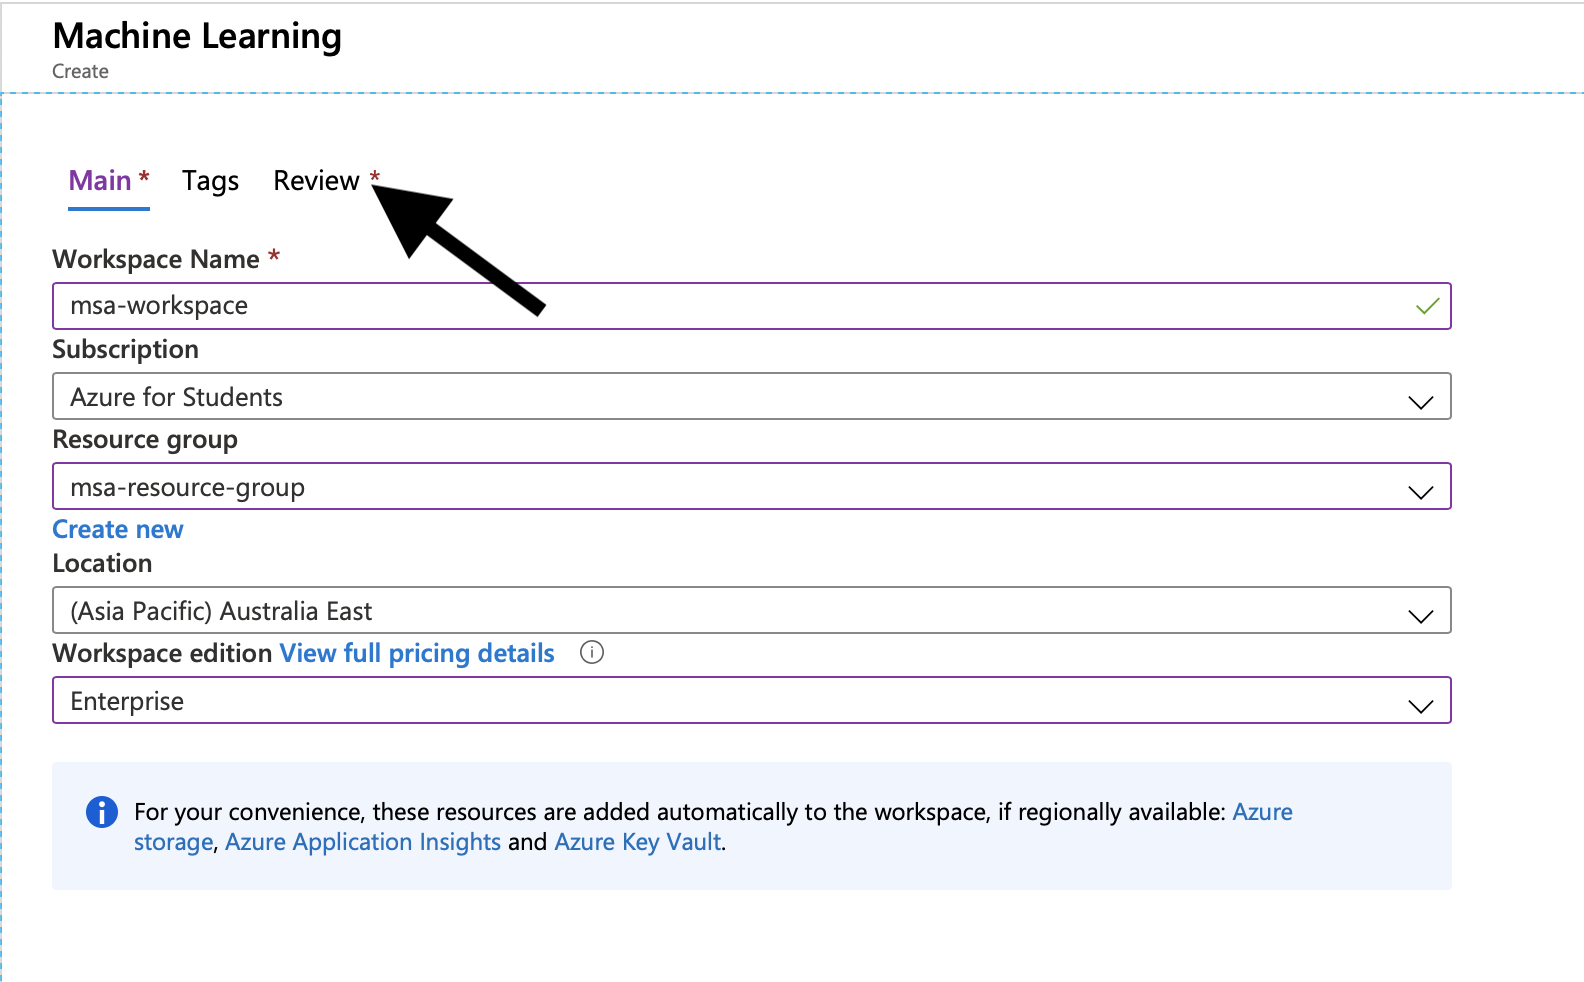 Machine Learning
Create
Main * Tags Review *
Workspace Name *
msa-workspace
Subscription
Azure for Students
Resource group
msa-resource-group
Create new
Location
(Asia Pacific) Australia East
Workspace edition View full pricing details
Enterprise
For your convenience, these resources are added automatically to the workspace, if regionally available: Azure
storage, Azure Application Insights and Azure Key Vault.